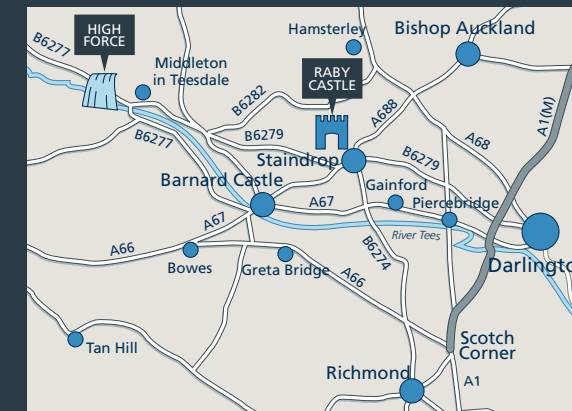 B6277
HIGH
FORCE
Hamsterley
Bishop Auckland
Middleton
in Teesdale
RABY
CASTLE
B6282
A688
A1(M)
B6277
B6279
A68
Staindrop
B6279
Barnard Castle
Gainford
A67
A67
Piercebridge
River Tees
A66
B6274
Bowes
Greta Bridge
A66
Darlingto
Tan Hill
Scotch
Corner
Richmond
A1